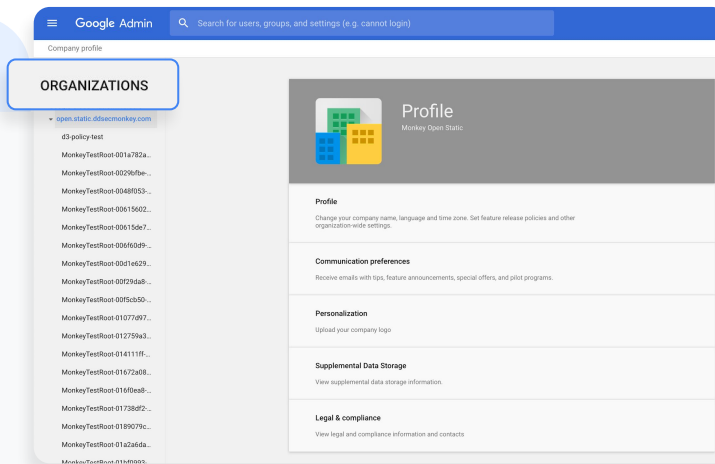 Google Admin
Search for users, groups, and settings (e.g. cannot login)
Company profile
ORGANIZATIONS
open.static.ddsecmonkey.com
d3-policy-test
MonkeyTestRoot-001a782a...
MonkeyTestRoot-0029bfbe-...
MonkeyTestRoot-0048f053-...
MonkeyTestRoot-00615602...
MonkeyTestRoot-00615de7...
MonkeyTestRoot-006f60d9-...
MonkeyTestRoot-00d1e629...
MonkeyTestRoot-00f29da8-...
MonkeyTestRoot-00f5cb50-...
MonkeyTestRoot-01077d97...
MonkeyTestRoot-012759a3...
MonkeyTestRoot-014111ff-...
MonkeyTestRoot-01672a08...
MonkeyTestRoot-016f0ea8-...
MonkeyTestRoot-01738df2-...
MonkeyTestRoot-0189079c...
MonkeyTestRoot-01a2a6da...
MonkeyTestRoot-01bf0993-...
Profile
Monkey Open Static
Profile
Change your company name, language and time zone. Set feature release policies and other
organization-wide settings.
Communication preferences
Receive emails with tips, feature announcements, special offers, and pilot programs.
Personalization
Upload your company logo
Supplemental Data Storage
View supplemental data storage information.
Legal & compliance
View legal and compliance information and contacts